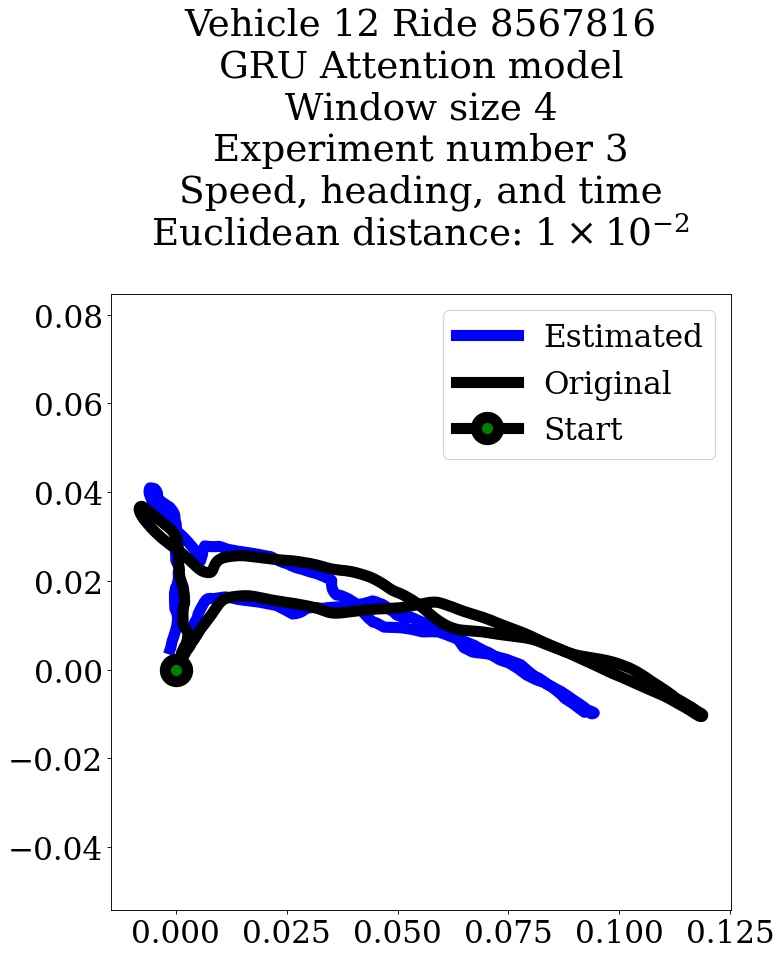 Vehicle 12 Ride 8567816
GRU Attention model
Window size 4
Experiment number 3
Speed, heading, and time
Euclidean distance: 1 × 10⁻²
0.08
0.06
0.04
0.02
0.00
−0.02
−0.04
Estimated
Original
Start
0.000 0.025 0.050 0.075 0.100 0.125